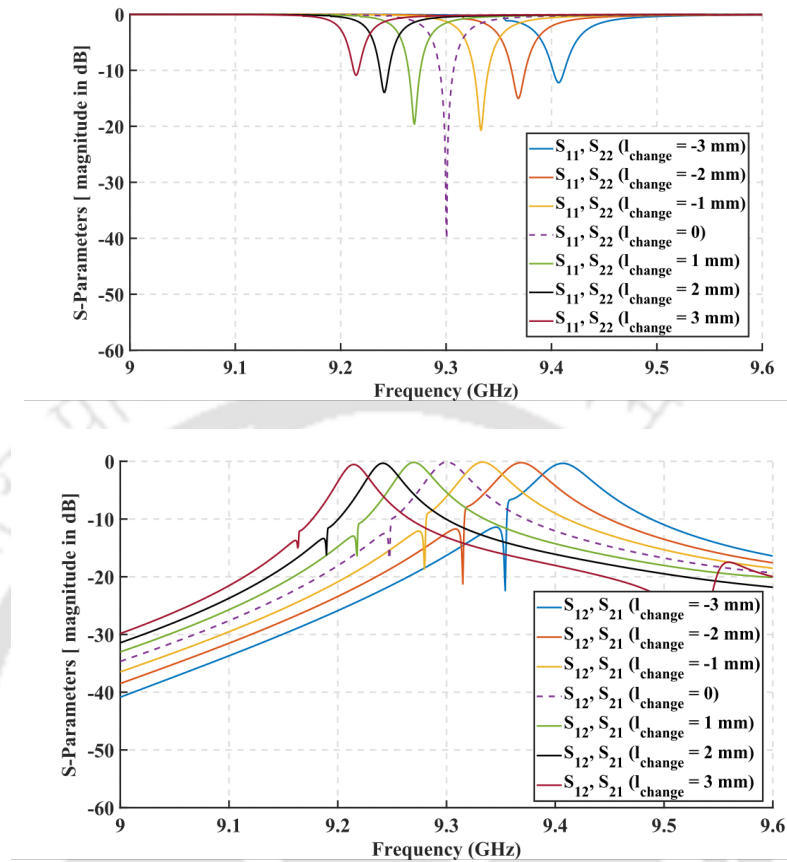 0
-10
-20
-30
-40
-50
-60
S-Parameters [ magnitude in dB]
S11, S22 (lchange = -3 mm)
S11, S22 (lchange = -2 mm)
S11, S22 (lchange = -1 mm)
S11, S22 (lchange = 0)
S11, S22 (lchange = 1 mm)
S11, S22 (lchange = 2 mm)
S11, S22 (lchange = 3 mm)
9 9.1 9.2 9.3 9.4 9.5 9.6
Frequency (GHz)
0
-10
-20
-30
-40
-50
-60
S-Parameters [ magnitude in dB]
S12, S21 (lchange = -3 mm)
S12, S21 (lchange = -2 mm)
S12, S21 (lchange = -1 mm)
S12, S21 (lchange = 0)
S12, S21 (lchange = 1 mm)
S12, S21 (lchange = 2 mm)
S12, S21 (lchange = 3 mm)
9 9.1 9.2 9.3 9.4 9.5 9.6
Frequency (GHz)